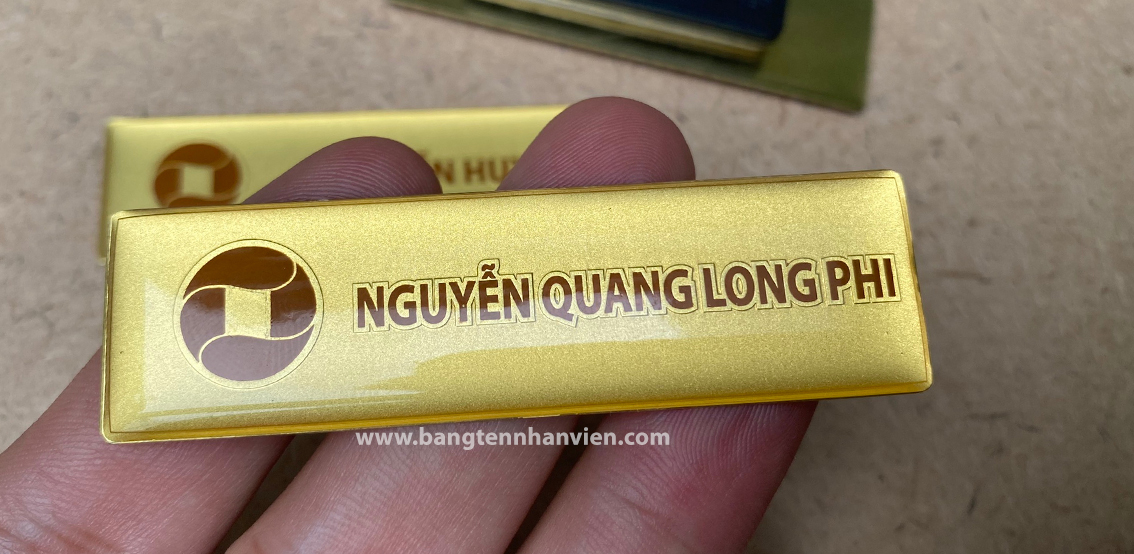 NGUYỄN QUANG LONG PHI
www.bangtennhanvien.com